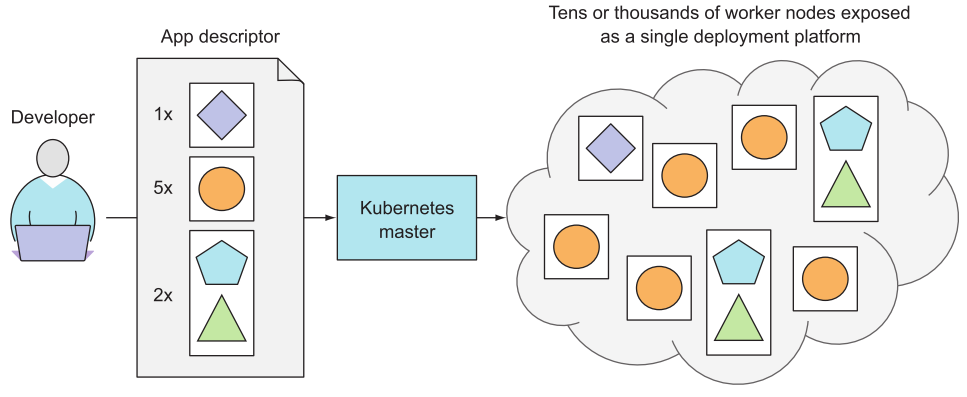 Tens or thousands of worker nodes exposed
as a single deployment platform
App descriptor
Developer
1x
5x
2x
Kubernetes
master